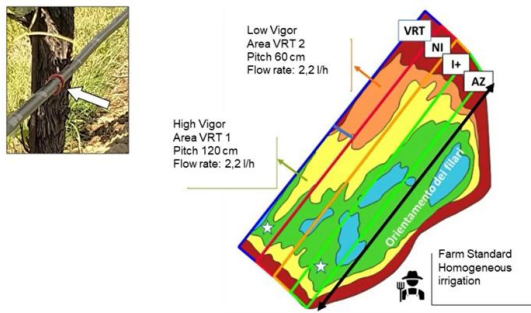 Low Vigor
Area VRT 2
Pitch 60 cm
Flow rate: 2,2 l/h
VRT
NI
I+
AZ
High Vigor
Area VRT 1
Pitch 120 cm
Flow rate: 2,2 l/h
Orientamento dei filari
Farm Standard
Homogeneous
irrigation